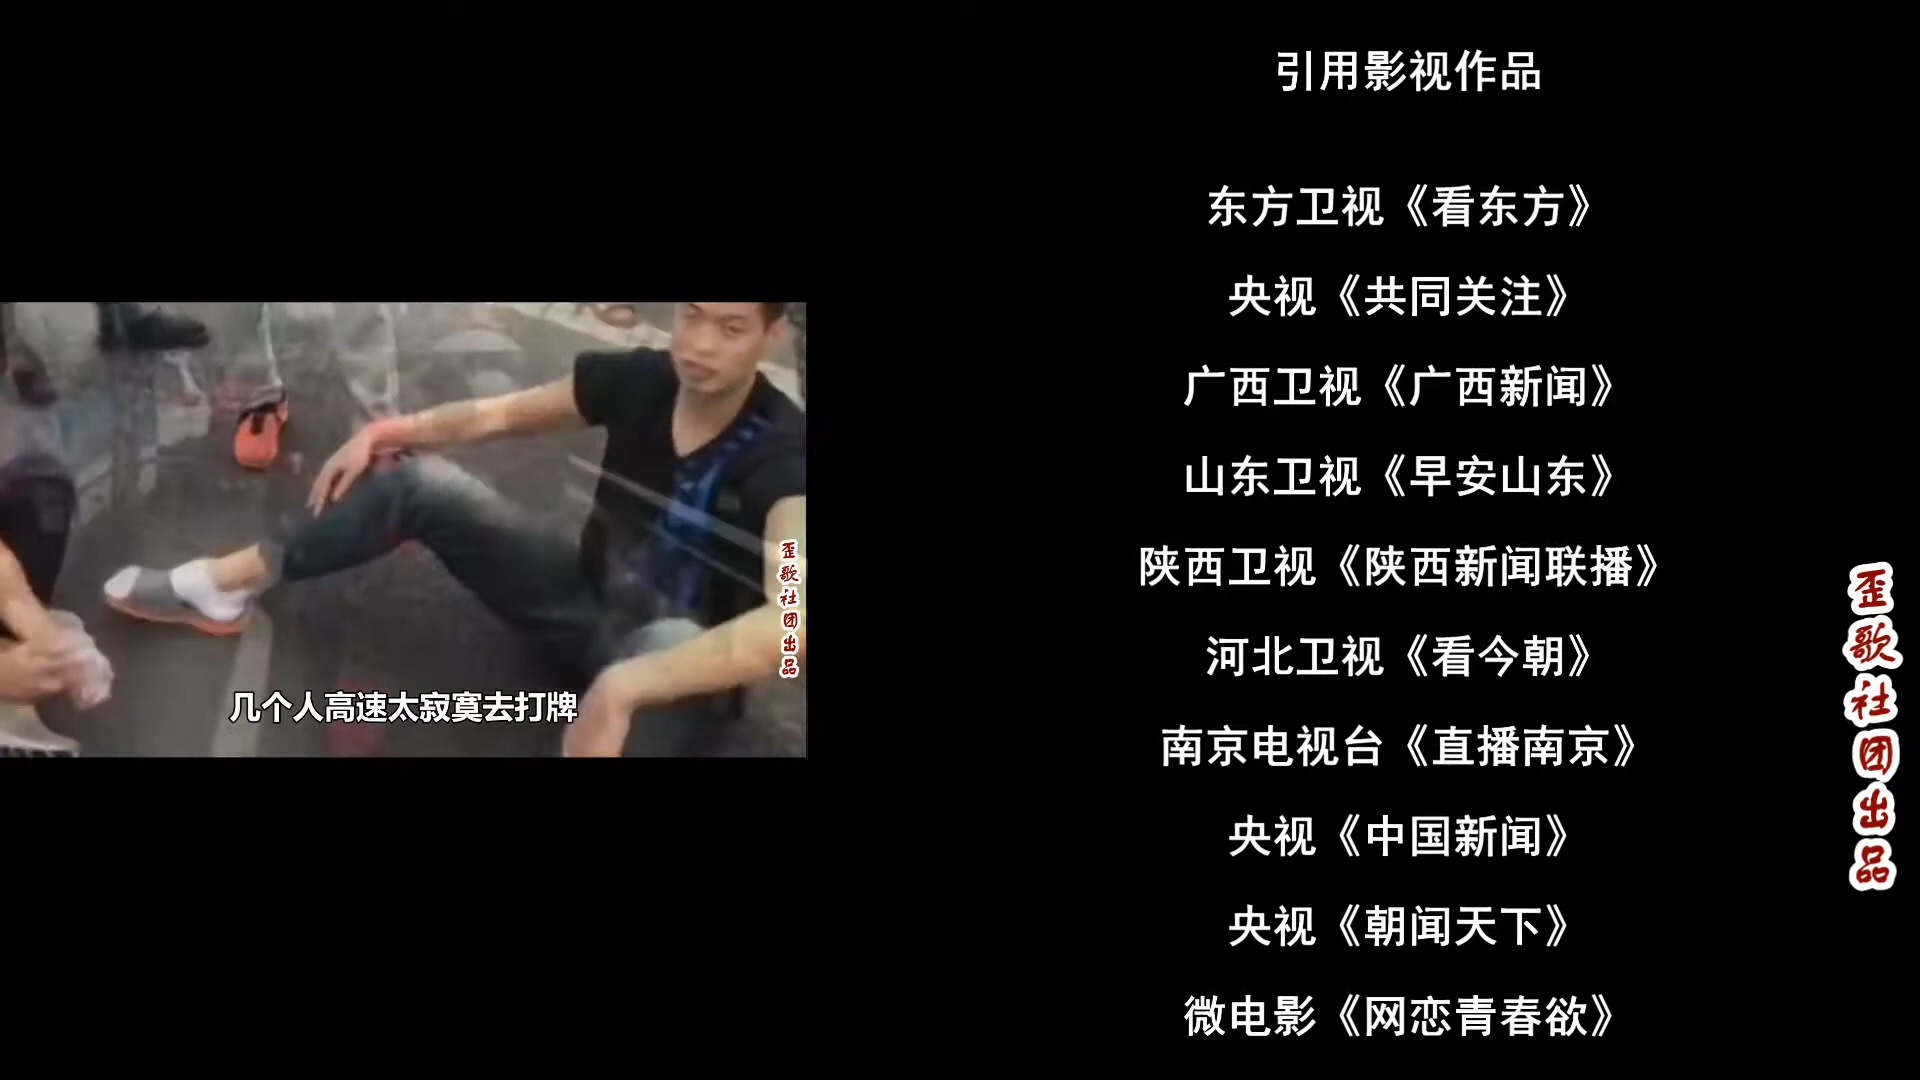 引用影视作品
东方卫视《看东方》
央视《共同关注》
广西卫视《广西新闻》
山东卫视《早安山东》
陕西卫视《陕西新闻联播》
河北卫视《看今朝》
南京电视台《直播南京》
央视《中国新闻》
央视《朝闻天下》
微电影《网恋青春欲》
几个人高速太寂寞去打牌
歪歌社团出品
歪歌社团出品